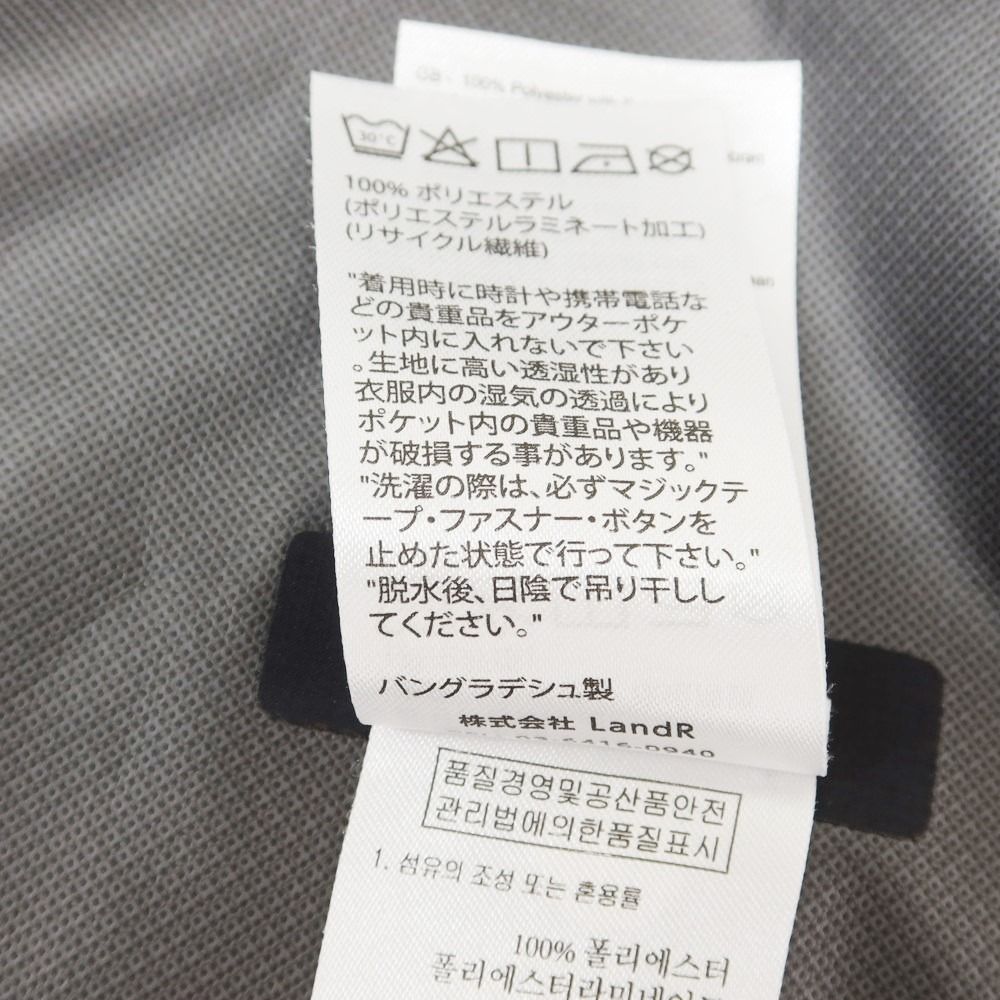 GB - 100% Polyester
30°C
100% ポリエステル
(ポリエステルラミネート加工)
(リサイクル繊維)
"着用時に時計や携帯電話な
どの貴重品をアウターポケ
ット内に入れないで下さい
。生地に高い透湿性があり
衣服内の湿気の透過により
ポケット内の貴重品や機器
が破損する事があります。"
"洗濯の際は、必ずマジックテ
ープ・ファスナー・ボタンを
止めた状態で行って下さい。"
"脱水後、日陰で吊り干しし
てください。"
バングラデシュ製
株式会社 LandR
03-6416-0940
품질경영및공산품안전
관리법에의한품질표시
1. 섬유의 조성 또는 혼용률
100% 폴리에스터